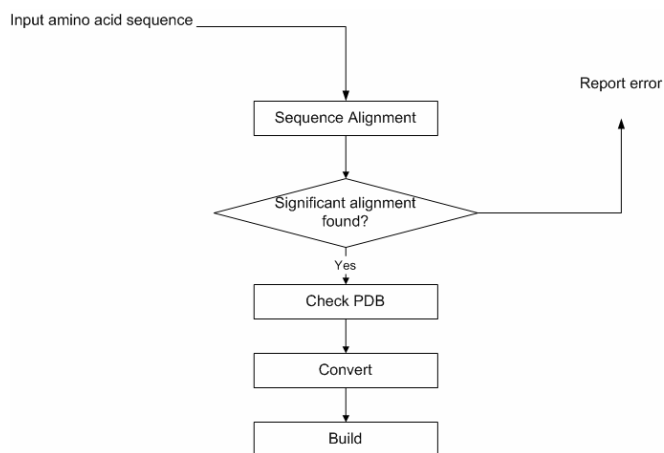 Input amino acid sequence
Report error
Sequence Alignment
Significant alignment
found?
Yes
Check PDB
Convert
Build